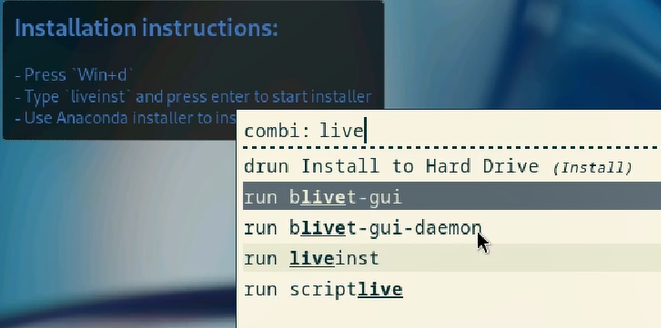 Installation instructions:
- Press `Win+d`
- Type `liveinst` and press enter to start installer
- Use Anaconda installer to ins
combi: live
drun Install to Hard Drive (Install)
run blivet-gui
run blivet-gui-daemon
run liveinst
run scriptlive